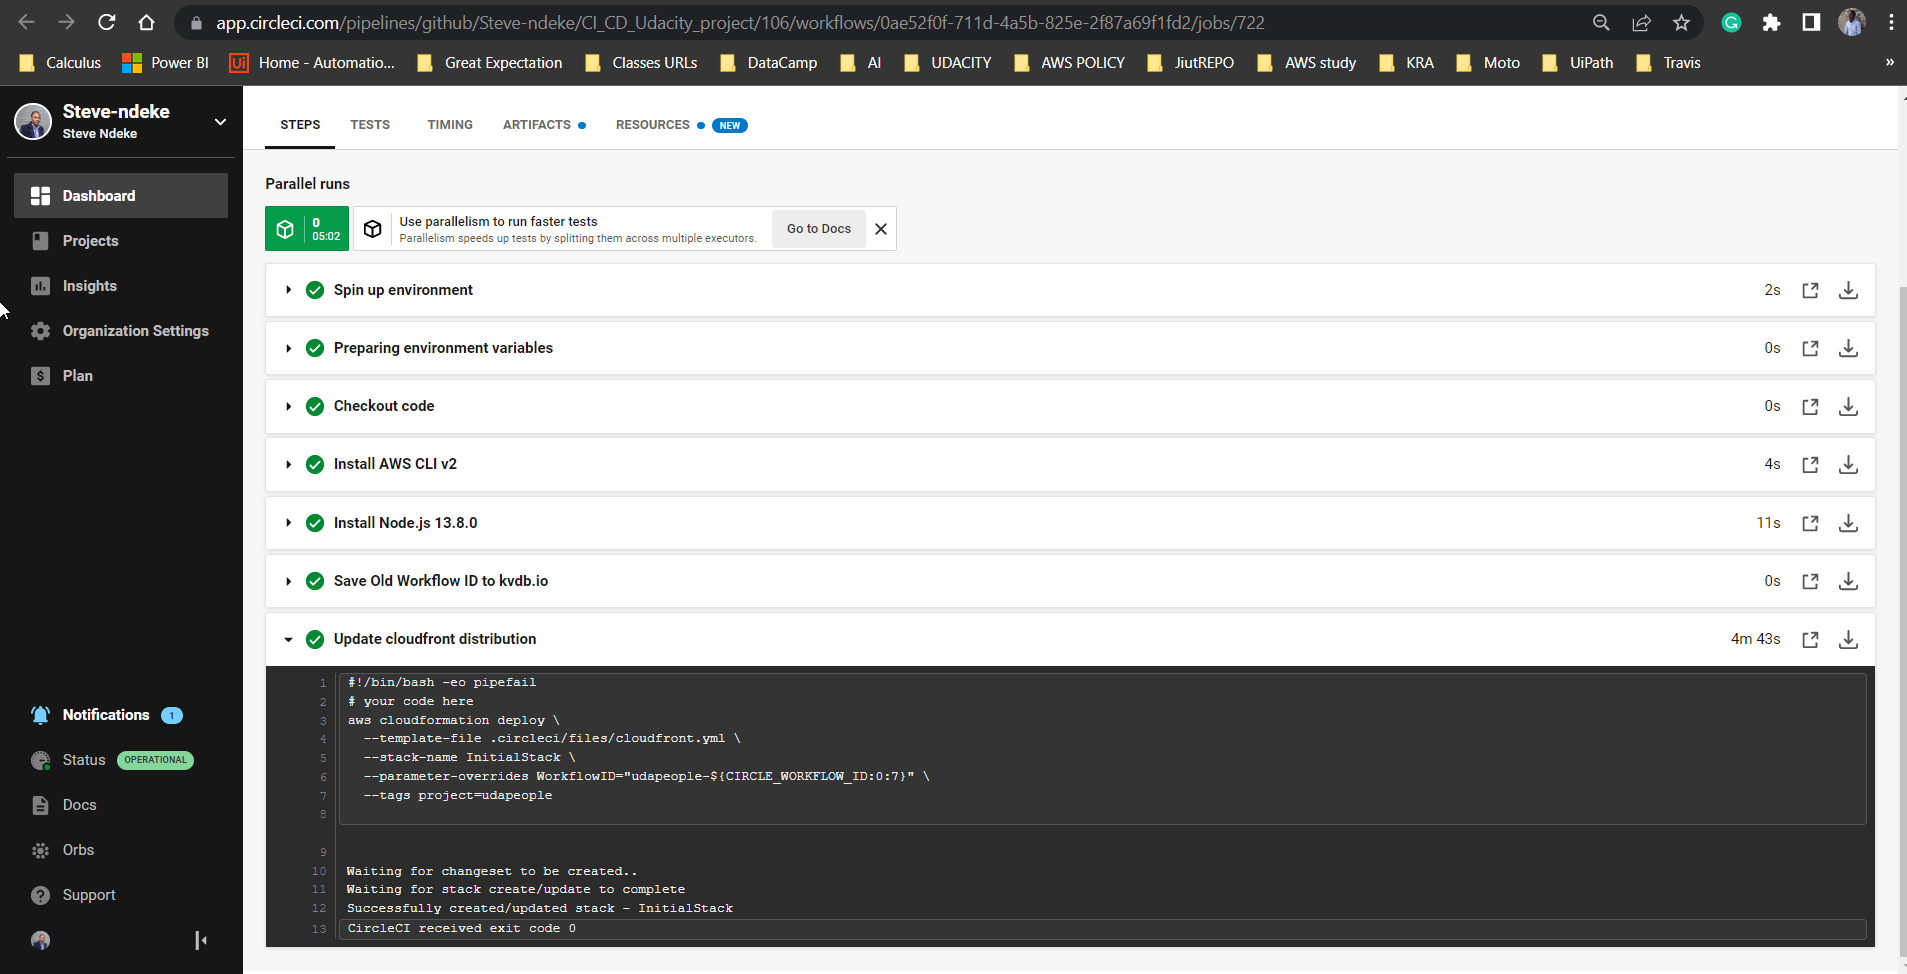 app.circleci.com/pipelines/github/Steve-ndeke/CI_CD_Udacity_project/106/workflows/0ae52f0f-711d-4a5b-825e-2f87a69f1fd2/jobs/722
Calculus Power BI Home - Automatio... Great Expectation Classes URLs DataCamp AI UDACITY AWS POLICY JiutREPO AWS study KRA Moto UiPath Travis »
Steve-ndeke
Steve Ndeke
Dashboard
Projects
Insights
Organization Settings
Plan
Notifications 1
Status OPERATIONAL
Docs
Orbs
Support
STEPS TESTS TIMING ARTIFACTS RESOURCES NEW
Parallel runs
0
05:02
Use parallelism to run faster tests
Parallelism speeds up tests by splitting them across multiple executors.
Go to Docs
Spin up environment 2s
Preparing environment variables 0s
Checkout code 0s
Install AWS CLI v2 4s
Install Node.js 13.8.0 11s
Save Old Workflow ID to kvdb.io 0s
Update cloudfront distribution 4m 43s
1 #!/bin/bash -eo pipefail
2 # your code here
3 aws cloudformation deploy \
4 --template-file .circleci/files/cloudfront.yml \
5 --stack-name InitialStack \
6 --parameter-overrides WorkflowID="udapeople-${CIRCLE_WORKFLOW_ID:0:7}" \
7 --tags project=udapeople
8
9
10 Waiting for changeset to be created..
11 Waiting for stack create/update to complete
12 Successfully created/updated stack - InitialStack
13 CircleCI received exit code 0